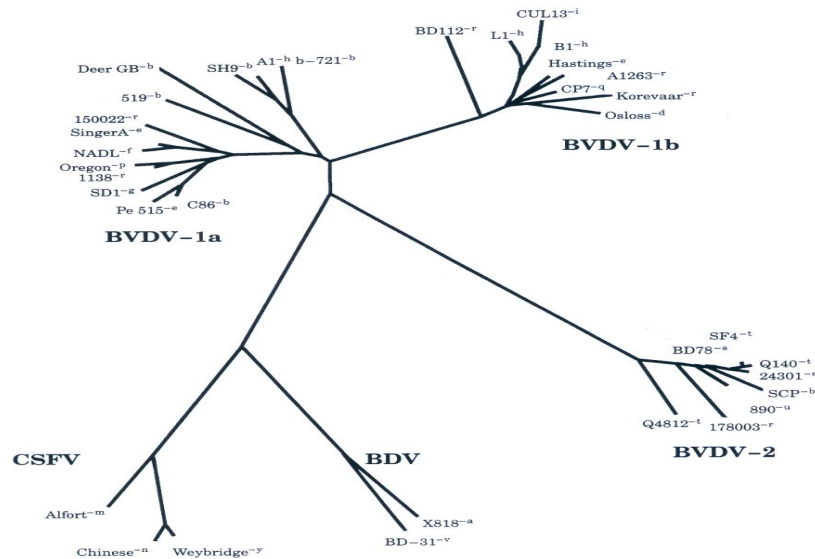 CUL13-i
BD112-r
L1-h
B1-h
Hastings-e
A1263-r
CP7-q
Korevaar-r
Osloss-d
BVDV-1b
Deer GB-b
SH9-b
A1-h
b-721-b
519-b
150022-r
SingerA-e
NADL-f
Oregon-p
1138-r
SD1-g
Pe 515-e
C86-b
BVDV-1a
SF4-t
BD78-s
Q140-t
SCP-b
890-u
Q4812-t
178003-r
BVDV-2
CSFV
BDV
Alfort-m
Chinese-n
Weybridge-y
X818-a
BD-31-v